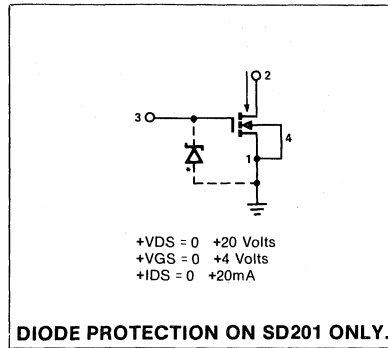 2
3
4
1
*
+VDS = 0 +20 Volts
+VGS = 0 +4 Volts
+IDS = 0 +20mA
DIODE PROTECTION ON SD201 ONLY.